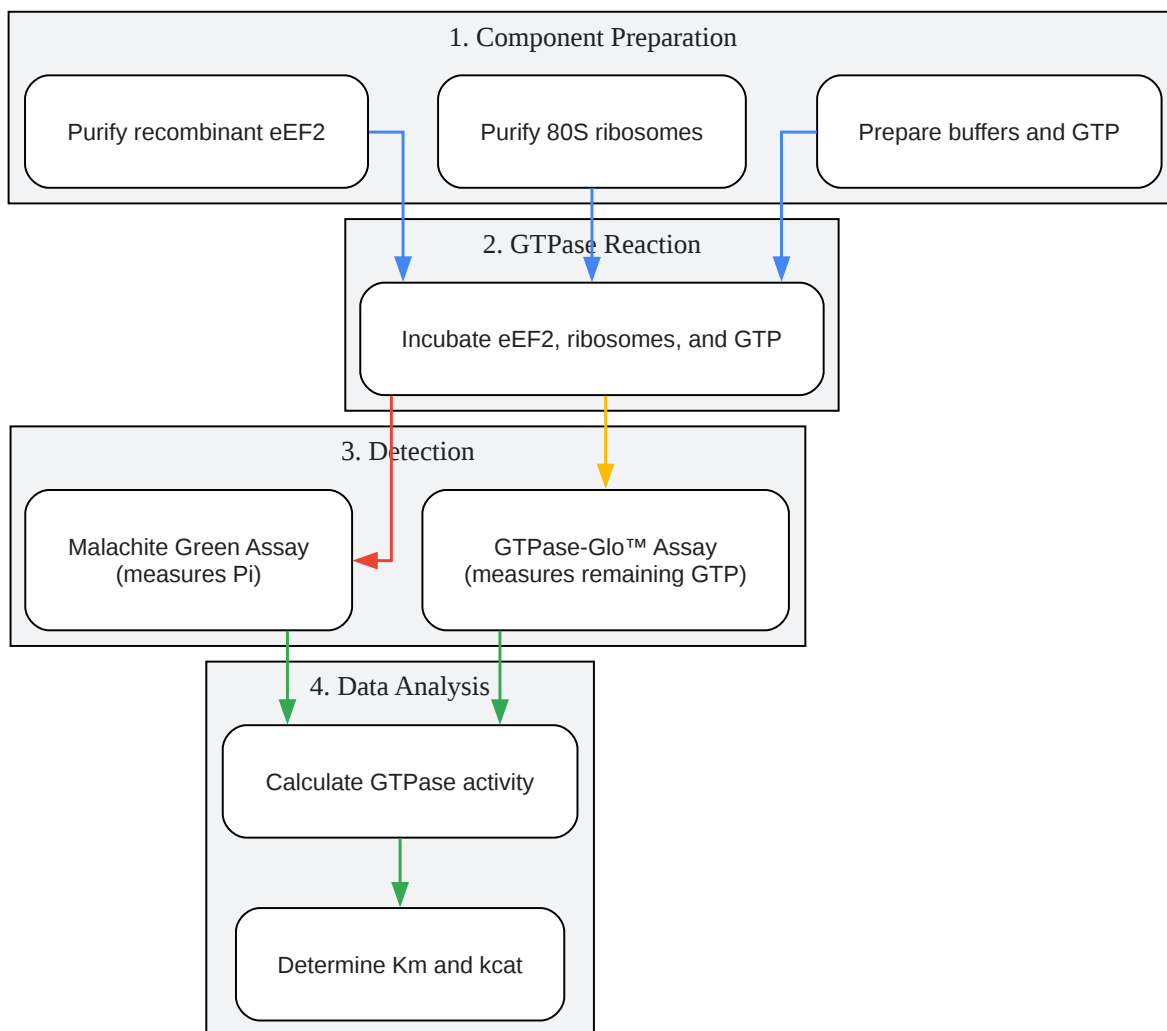 1. Component Preparation
Purify recombinant eEF2
Purify 80S ribosomes
Prepare buffers and GTP
2. GTPase Reaction
Incubate eEF2, ribosomes, and GTP
3. Detection
Malachite Green Assay
(measures Pi)
GTPase-Glo™ Assay
(measures remaining GTP)
4. Data Analysis
Calculate GTPase activity
Determine Km and kcat